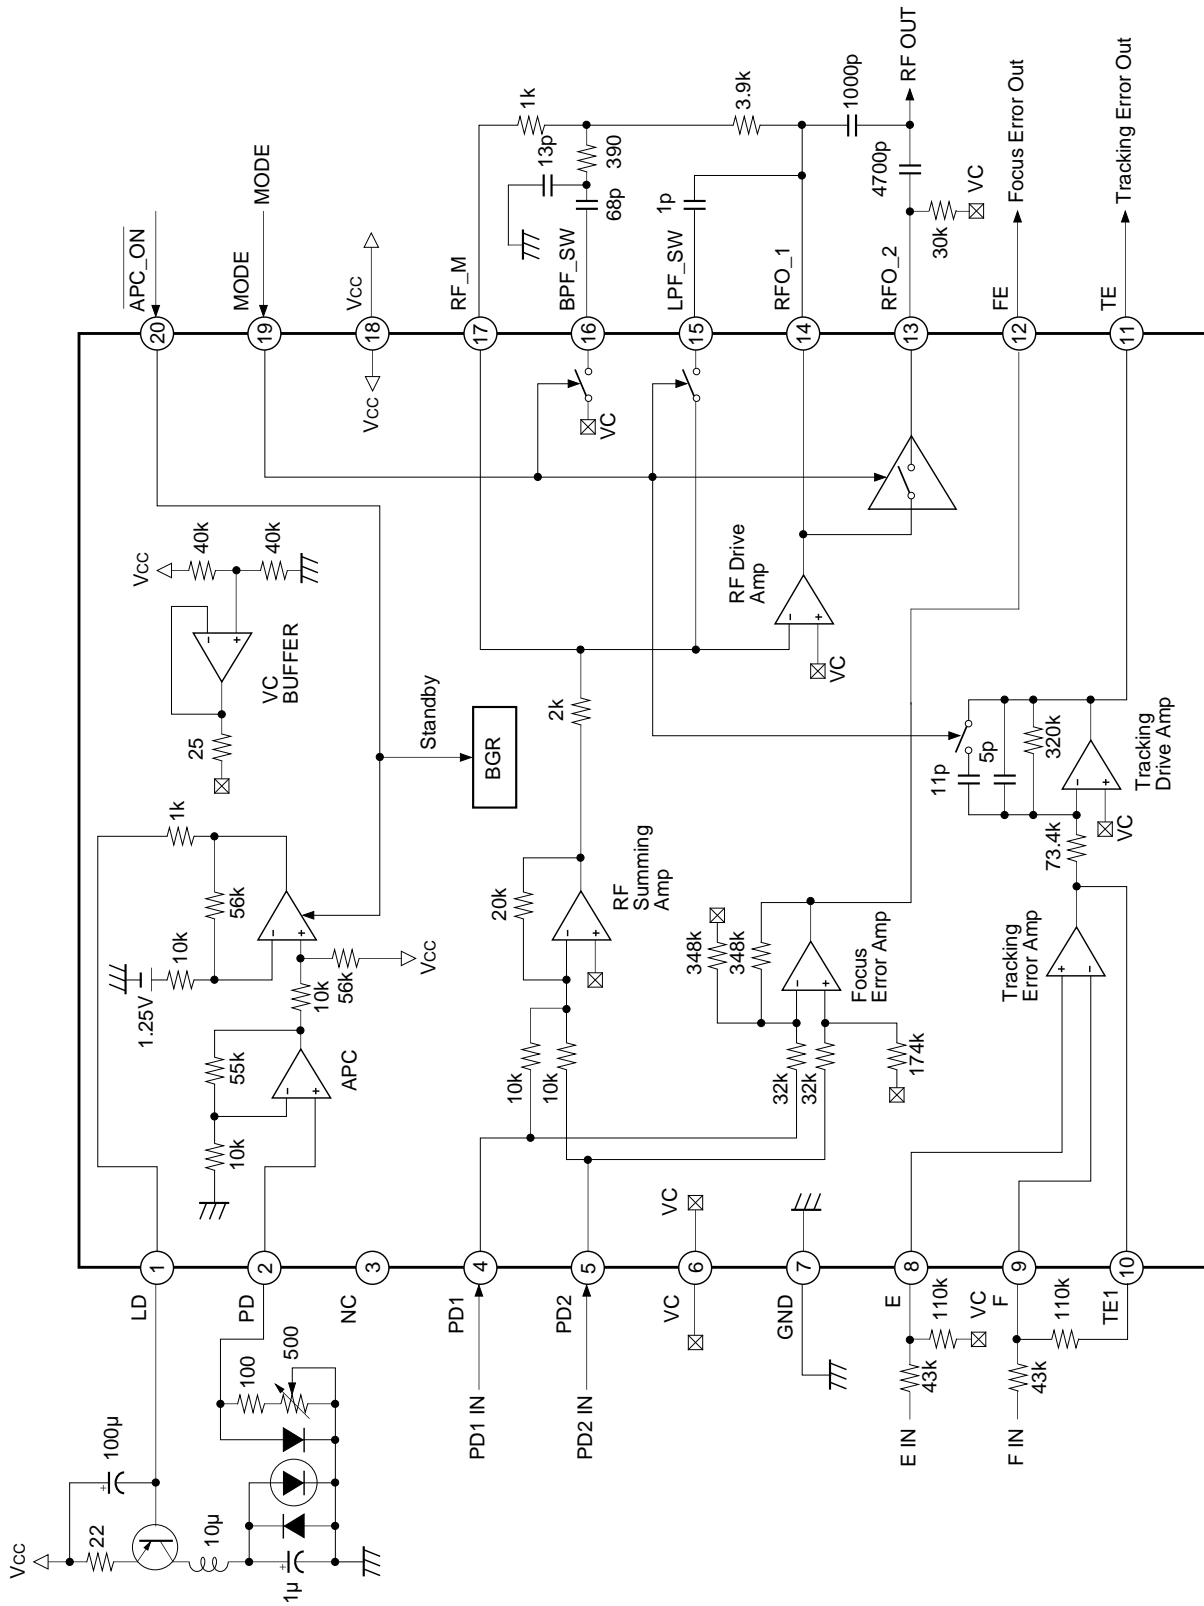 APC_ON
MODE
MODE
VCC
VCC
20
19
18
17
16
15
14
13
12
11
RF_M
BPF_SW
LPF_SW
RFO_1
RFO_2
FE
TE
1k
13p
390
68p
1p
3.9k
1000p
4700p
30k
VC
RF OUT
Focus Error Out
Tracking Error Out
VC
VCC
40k
40k
VC
BUFFER
25
Standby
BGR
2k
RF Drive
Amp
VC
1k
56k
10k
1.25V
10k
56k
VCC
55k
10k
APC
20k
RF
Summing
Amp
10k
10k
348k
348k
Focus
Error Amp
32k
32k
174k
11p
5p
320k
Tracking
Drive Amp
VC
73.4k
Tracking
Error Amp
1
2
3
4
5
6
7
8
9
10
LD
PD
NC
PD1
PD2
VC
VC
GND
E
F
TE1
100
500
PD1 IN
PD2 IN
E IN
F IN
43k
110k
VC
43k
110k
VCC
100μ
22
10μ
1μ